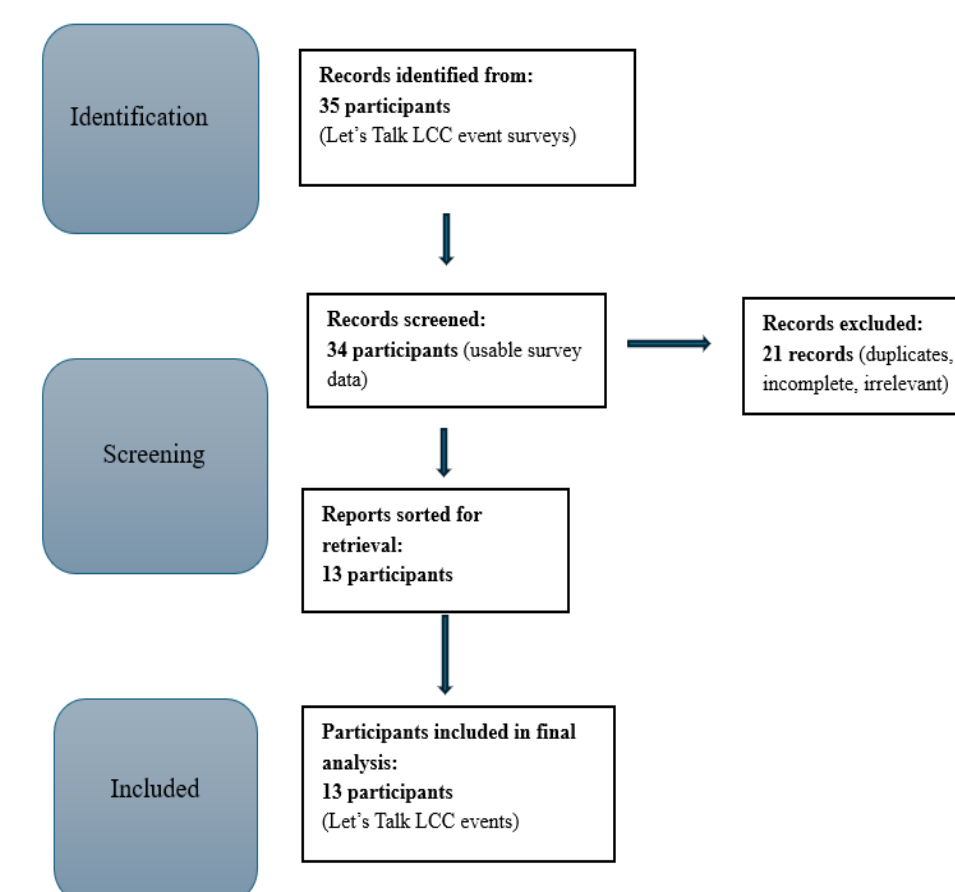 Identification
Records identified from:
35 participants
(Let's Talk LCC event surveys)
Records screened:
34 participants (usable survey
data)
Records excluded:
21 records (duplicates,
incomplete, irrelevant)
Screening
Reports sorted for
retrieval:
13 participants
Included
Participants included in final
analysis:
13 participants
(Let's Talk LCC events)